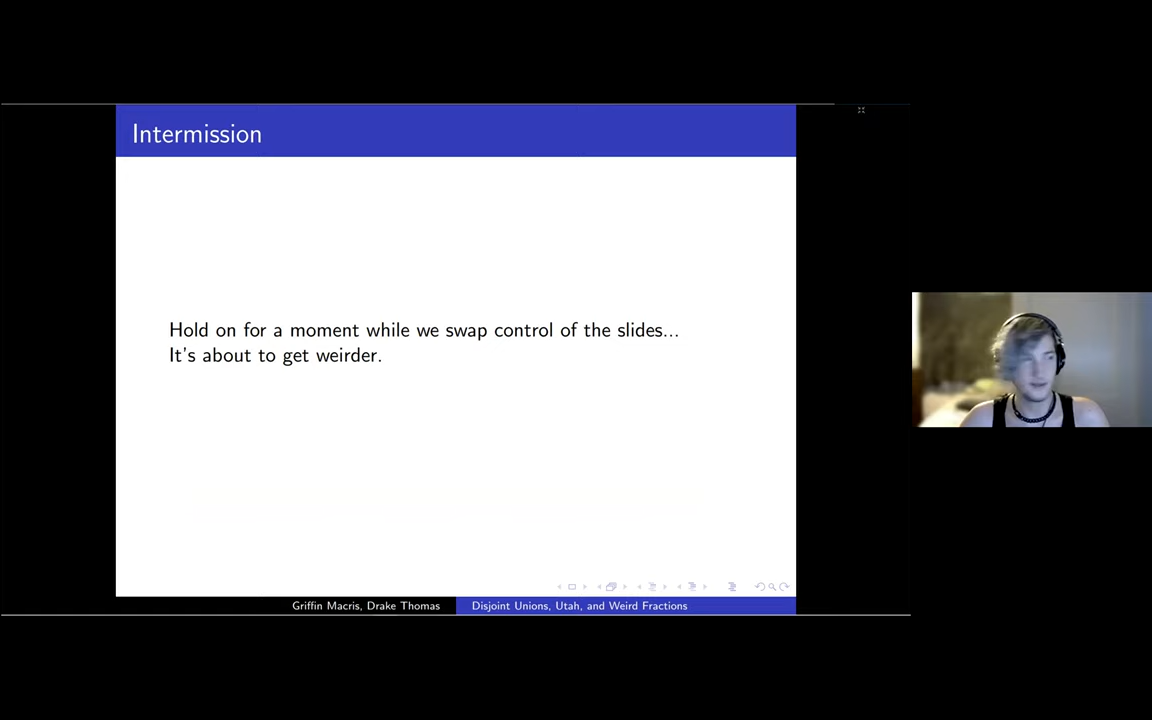 Intermission
Hold on for a moment while we swap control of the slides...
It's about to get weirder.
Griffin Macris, Drake Thomas
Disjoint Unions, Utah, and Weird Fractions